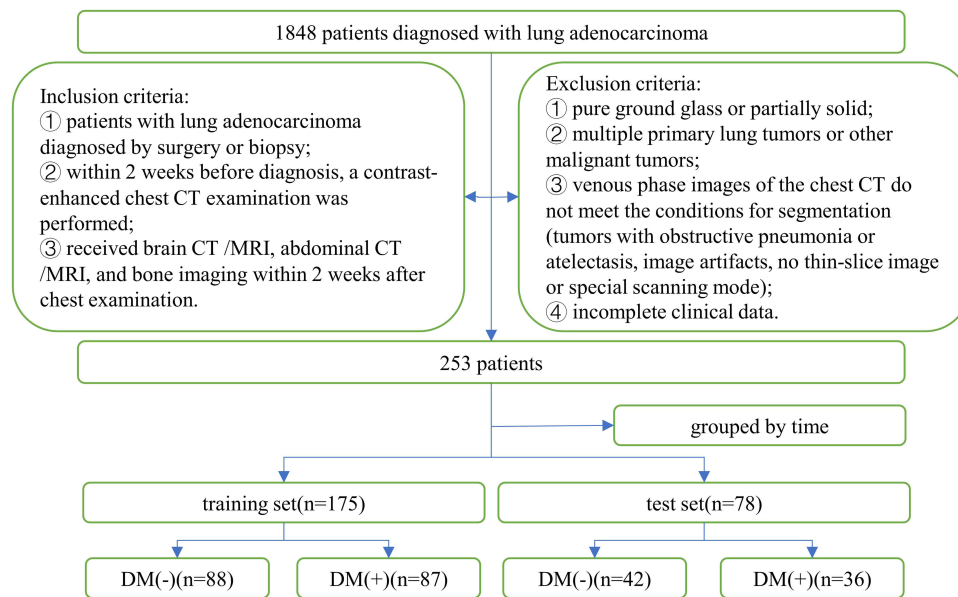 1848 patients diagnosed with lung adenocarcinoma
Inclusion criteria:
① patients with lung adenocarcinoma
diagnosed by surgery or biopsy;
② within 2 weeks before diagnosis, a contrast-
enhanced chest CT examination was
performed;
③ received brain CT /MRI, abdominal CT
/MRI, and bone imaging within 2 weeks after
chest examination.
Exclusion criteria:
① pure ground glass or partially solid;
② multiple primary lung tumors or other
malignant tumors;
③ venous phase images of the chest CT do
not meet the conditions for segmentation
(tumors with obstructive pneumonia or
atelectasis, image artifacts, no thin-slice image
or special scanning mode);
④ incomplete clinical data.
253 patients
grouped by time
training set(n=175)
test set(n=78)
DM(-)(n=88)
DM(+)(n=87)
DM(-)(n=42)
DM(+)(n=36)